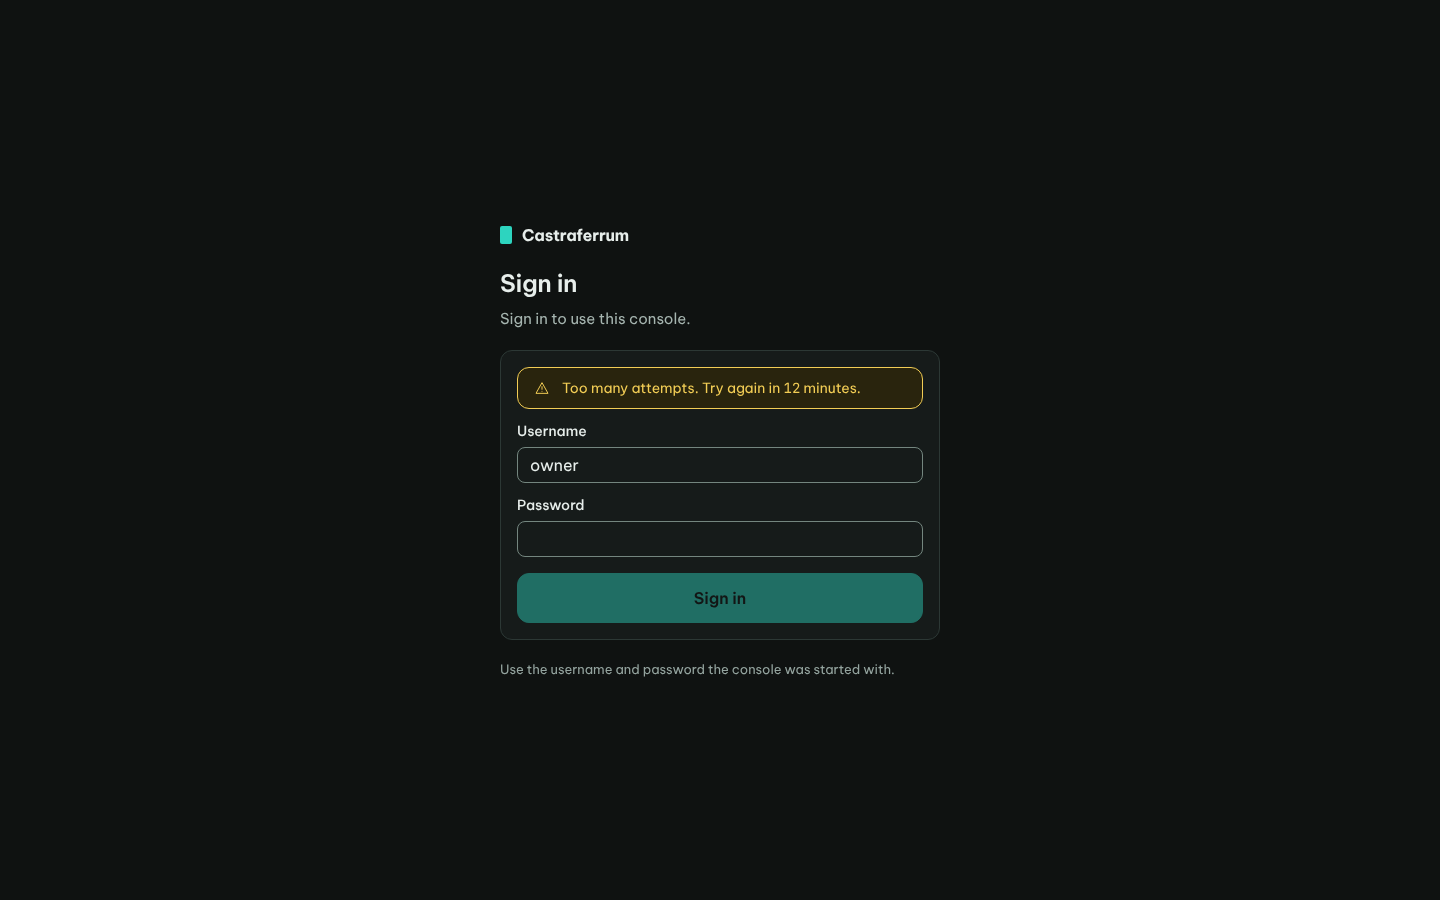 Castraferrum
Sign in
Sign in to use this console.
Too many attempts. Try again in 12 minutes.
Username
owner
Password
Sign in
Use the username and password the console was started with.